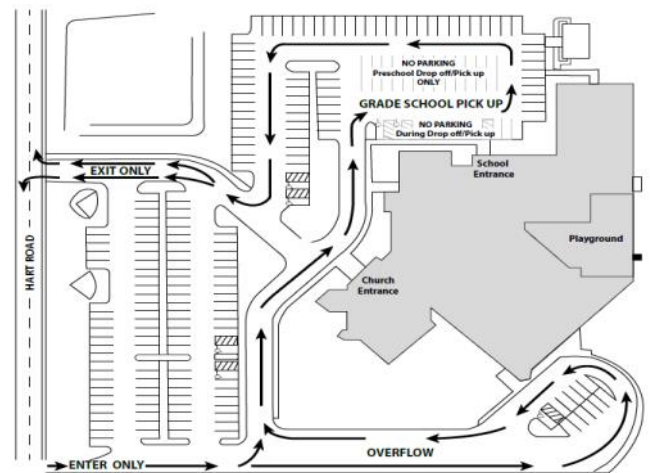 NO PARKING
Preschool Drop off/Pick up
ONLY
GRADE SCHOOL PICK UP
NO PARKING
During Drop off/Pick up
School
Entrance
EXIT ONLY
HART ROAD
Playground
Church
Entrance
OVERFLOW
ENTER ONLY